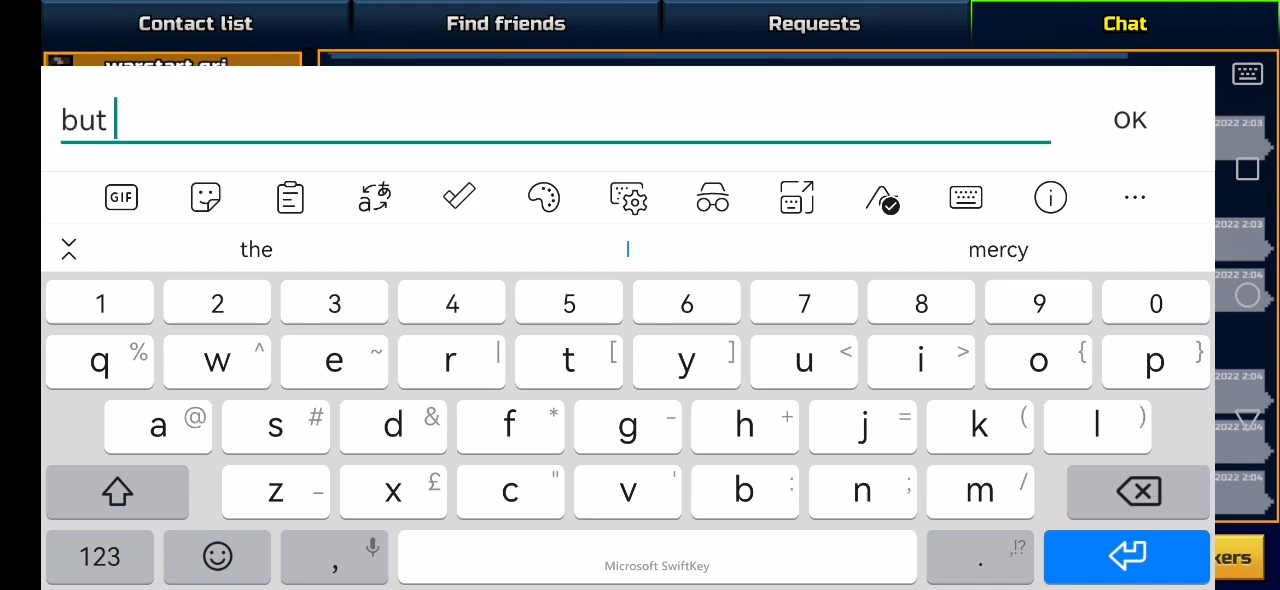 Contact list Find friends Requests Chat
2022 2:03
but OK
GIF
the I mercy
2022 2:03
2022 2:04
1 2 3 4 5 6 7 8 9 0
q % w ^ e ~ r | t [ y ] u < i > o { p }
2022 2:04
a @ s # d & f * g - h + j = k ( l )
2022 2:04
z _ x £ c " v ' b : n ; m /
2022 2:04
123 , Microsoft SwiftKey . ,!?
kers